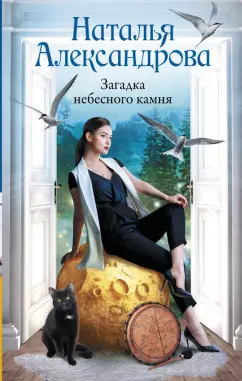 Наталья
Александрова
Загадка
небесного камня